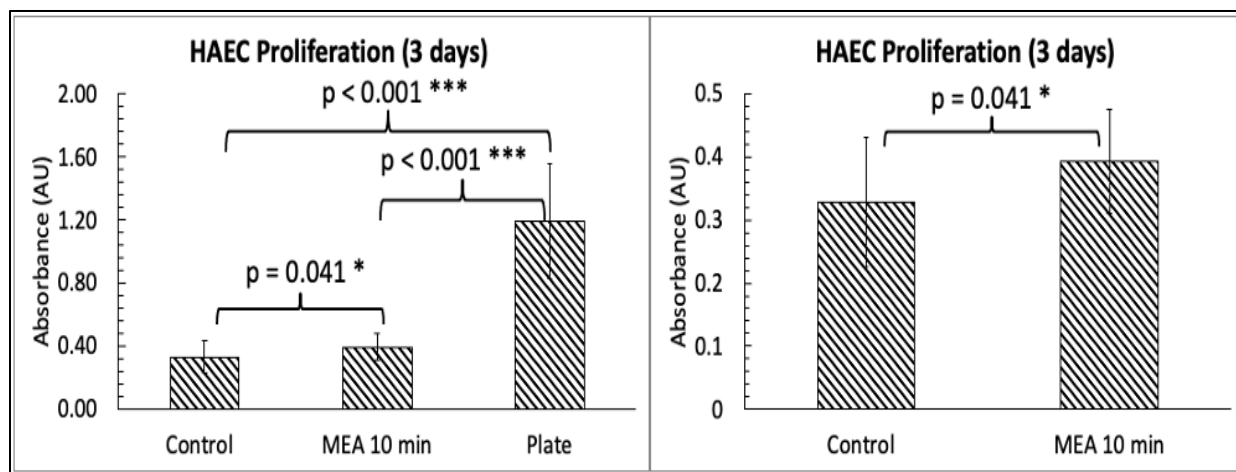 HAEC Proliferation (3 days)
p < 0.001 ***
p < 0.001 ***
p = 0.041 *
Absorbance (AU)
2.00
1.60
1.20
0.80
0.40
0.00
Control MEA 10 min Plate
HAEC Proliferation (3 days)
p = 0.041 *
Absorbance (AU)
0.5
0.4
0.3
0.2
0.1
0
Control MEA 10 min